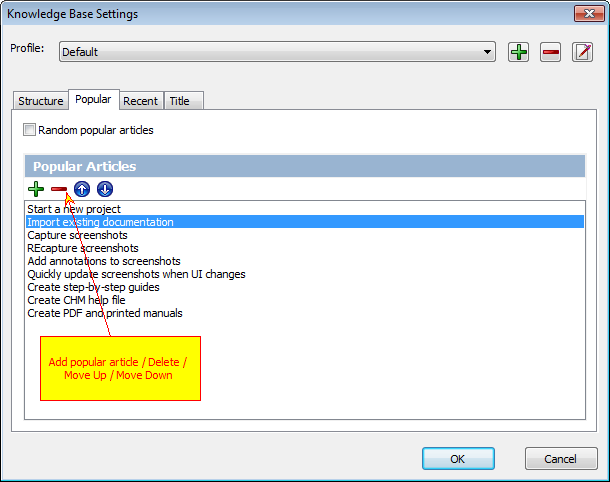 Knowledge Base Settings
Profile:
Default
Structure
Popular
Recent
Title
Random popular articles
Popular Articles
Start a new project
Import existing documentation
Capture screenshots
REcapture screenshots
Add annotations to screenshots
Quickly update screenshots when UI changes
Create step-by-step guides
Create CHM help file
Create PDF and printed manuals
Add popular article / Delete /
Move Up / Move Down
OK
Cancel